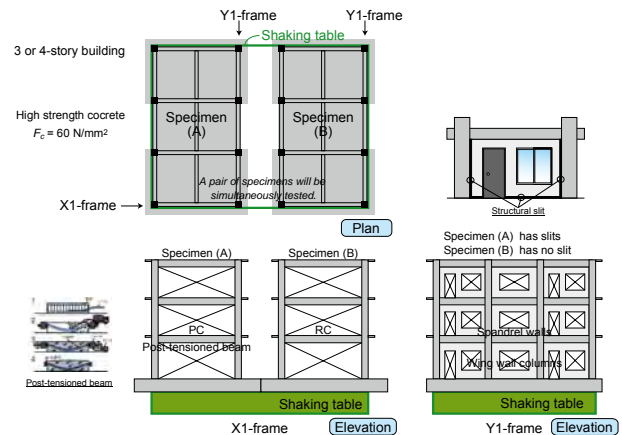 Y1-frame
Y1-frame
Shaking table
3 or 4-story building
High strength cocrete
Fc = 60 N/mm²
Specimen
(A)
Specimen
(B)
A pair of specimens will be
simultaneously tested.
X1-frame
Plan
Structural slit
Specimen (A) has slits
Specimen (B) has no slit
Specimen (A)
Specimen (B)
PC
RC
Post-tensioned beam
Post-tensioned beam
Spandrel walls
Wing wall columns
Shaking table
Shaking table
X1-frame
Elevation
Y1-frame
Elevation